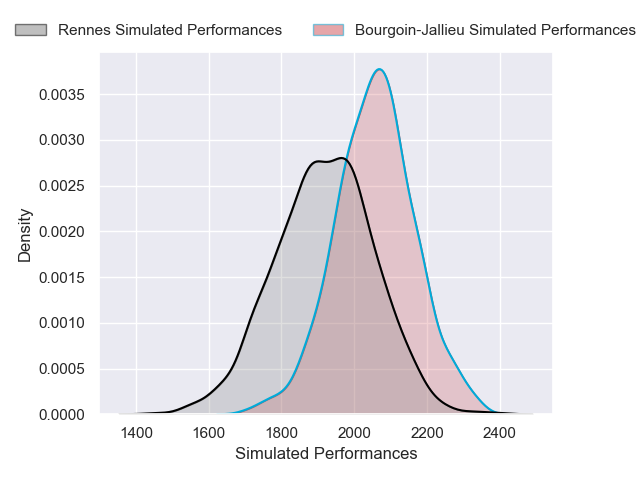 Rennes Simulated Performances
Bourgoin-Jallieu Simulated Performances
0.0035
0.0030
0.0025
0.0020
0.0015
0.0010
0.0005
0.0000
Density
1400 1600 1800 2000 2200 2400
Simulated Performances